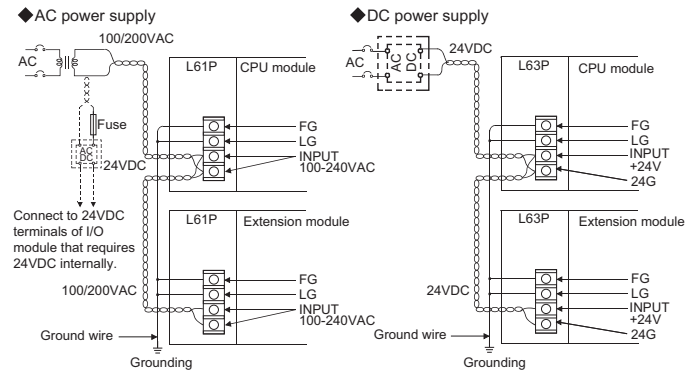 ◆AC power supply
100/200VAC
AC
L61P
CPU module
Fuse
AC
DC
24VDC
FG
LG
INPUT
100-240VAC
Connect to 24VDC
terminals of I/O
module that requires
24VDC internally.
L61P
Extension module
100/200VAC
FG
LG
INPUT
100-240VAC
Ground wire
Grounding
◆DC power supply
24VDC
AC
AC
DC
L63P
CPU module
FG
LG
INPUT
+24V
24G
L63P
Extension module
24VDC
FG
LG
INPUT
+24V
24G
Ground wire
Grounding